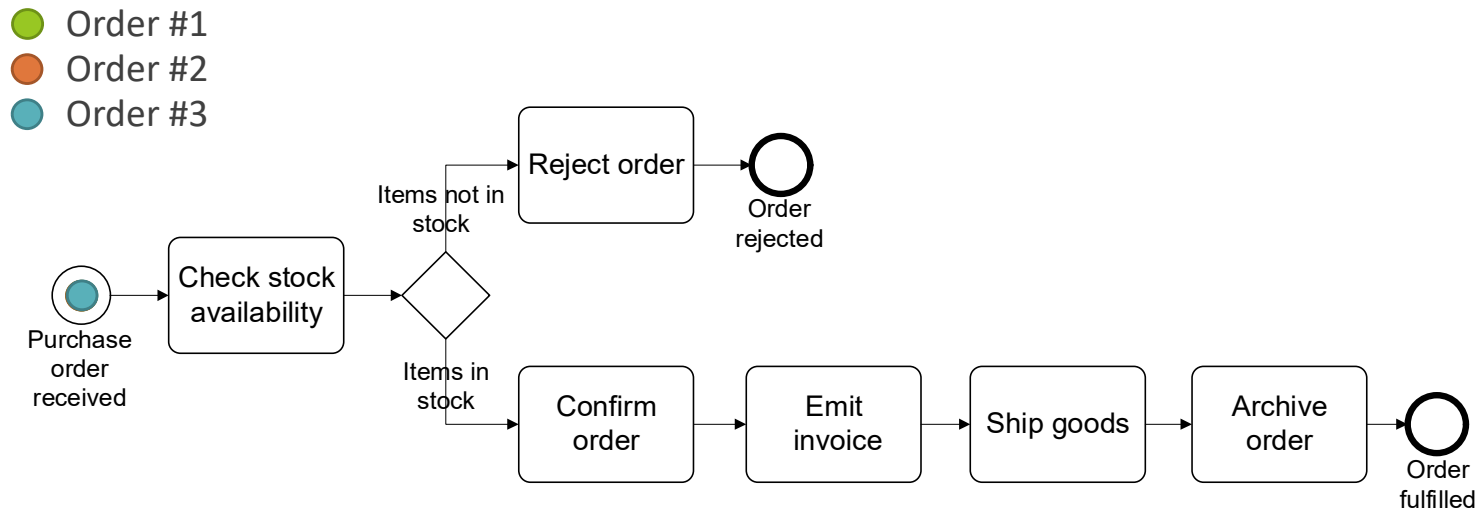 Order #1
Order #2
Order #3
Reject order
Items not in
stock
Order
rejected
Check stock
availability
Purchase
order
received
Items in
stock
Confirm
order
Emit
invoice
Ship goods
Archive
order
Order
fulfilled